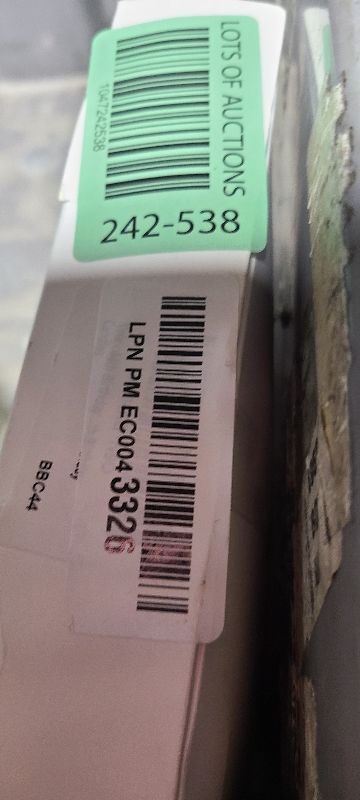 LOTS OF AUCTIONS
1047242538
242-538
LPN PM EC0043326
BBC44